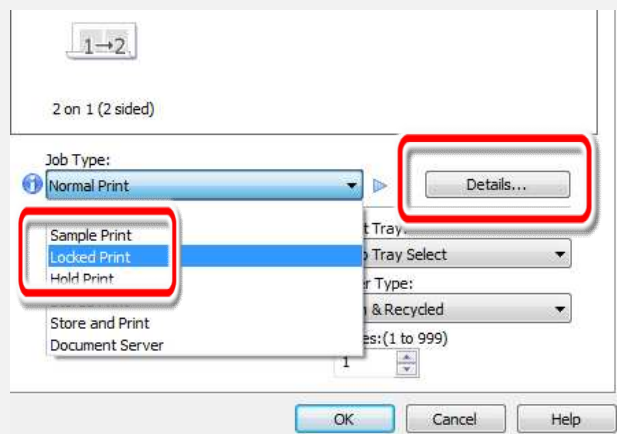 1→2
2 on 1 (2 sided)
Job Type:
Normal Print
Details...
Sample Print
t Tray:
Locked Print
Tray Select
Hold Print
r Type:
& Recycled
Store and Print
es:(1 to 999)
Document Server
1
OK
Cancel
Help